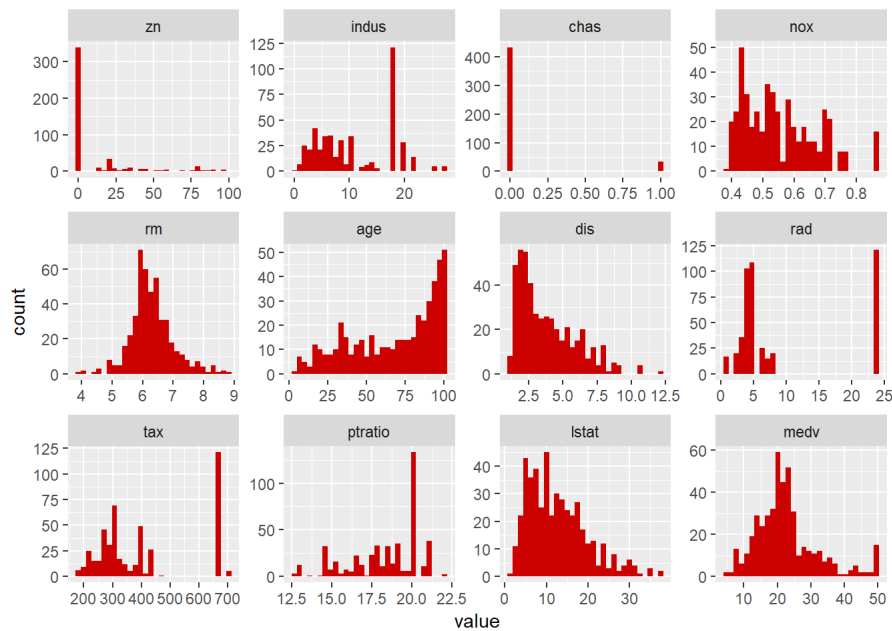 zn indus chas nox
300 200 100 0
125 100 75 50 25 0
400 300 200 100 0
50 40 30 20 10 0
0 25 50 75 100
0 10 20
0.00 0.25 0.50 0.75 1.00
0.4 0.5 0.6 0.7 0.8
rm age dis rad
60 40 20 0
50 40 30 20 10 0
40 20 0
125 100 75 50 25 0
4 5 6 7 8 9
0 25 50 75 100
2.5 5.0 7.5 10.0 12.5
0 5 10 15 20 25
tax ptratio lstat medv
125 100 75 50 25 0
100 50 0
40 30 20 10 0
60 40 20 0
200 300 400 500 600 700
12.5 15.0 17.5 20.0 22.5
0 10 20 30
10 20 30 40 50
count
value